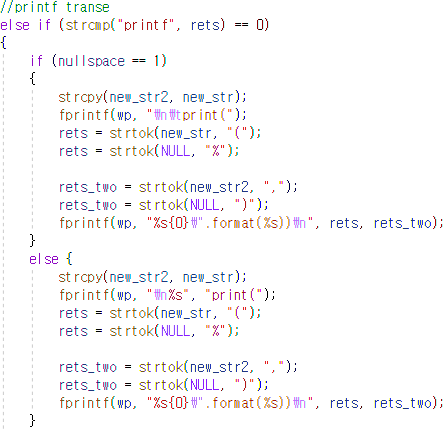 //printf transe
else if (strcmp("printf", rets) == 0)
{
    if (nullspace == 1)
    {
        strcpy(new_str2, new_str);
        fprintf(wp, "₩n₩tprint(");
        rets = strtok(new_str, "(");
        rets = strtok(NULL, "%");

        rets_two = strtok(new_str2, ",");
        rets_two = strtok(NULL, ")");
        fprintf(wp, "%s{0}₩".format(%s))₩n", rets, rets_two);
    }
    else {
        strcpy(new_str2, new_str);
        fprintf(wp, "₩n%s", "print(");
        rets = strtok(new_str, "(");
        rets = strtok(NULL, "%");

        rets_two = strtok(new_str2, ",");
        rets_two = strtok(NULL, ")");
        fprintf(wp, "%s{0}₩".format(%s))₩n", rets, rets_two);
    }